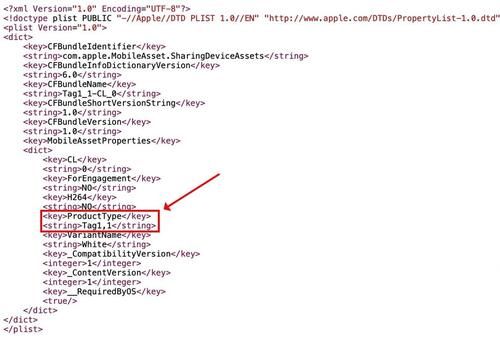 <?xml Version="1.0" Encoding="UTF-8"?>
<!doctype plist PUBLIC "-//Apple//DTD PLIST 1.0//EN" "http://www.apple.com/DTDs/PropertyList-1.0.dtd"
<plist Version="1.0">
<dict>
<key>CFBundleIdentifier</key>
<string>com.apple.MobileAsset.SharingDeviceAssets</string>
<key>CFBundleInfoDictionaryVersion</key>
<string>6.0</string>
<key>CFBundleName</key>
<string>Tag1_1-CL_0</string>
<key>CFBundleShortVersionString</key>
<string>1.0</string>
<key>CFBundleVersion</key>
<string>1.0</string>
<key>MobileAssetProperties</key>
<dict>
<key>CL</key>
<string>0</string>
<key>ForEngagement</key>
<string>NO</string>
<key>H264</key>
<string>NO</string>
<key>ProductType</key>
<string>Tag1,1</string>
<key>VariantName</key>
<string>White</string>
<key>_CompatibilityVersion</key>
<integer>1</integer>
<key>_ContentVersion</key>
<integer>1</integer>
<key>__RequiredByOS</key>
<true/>
</dict>
</dict>
</plist>